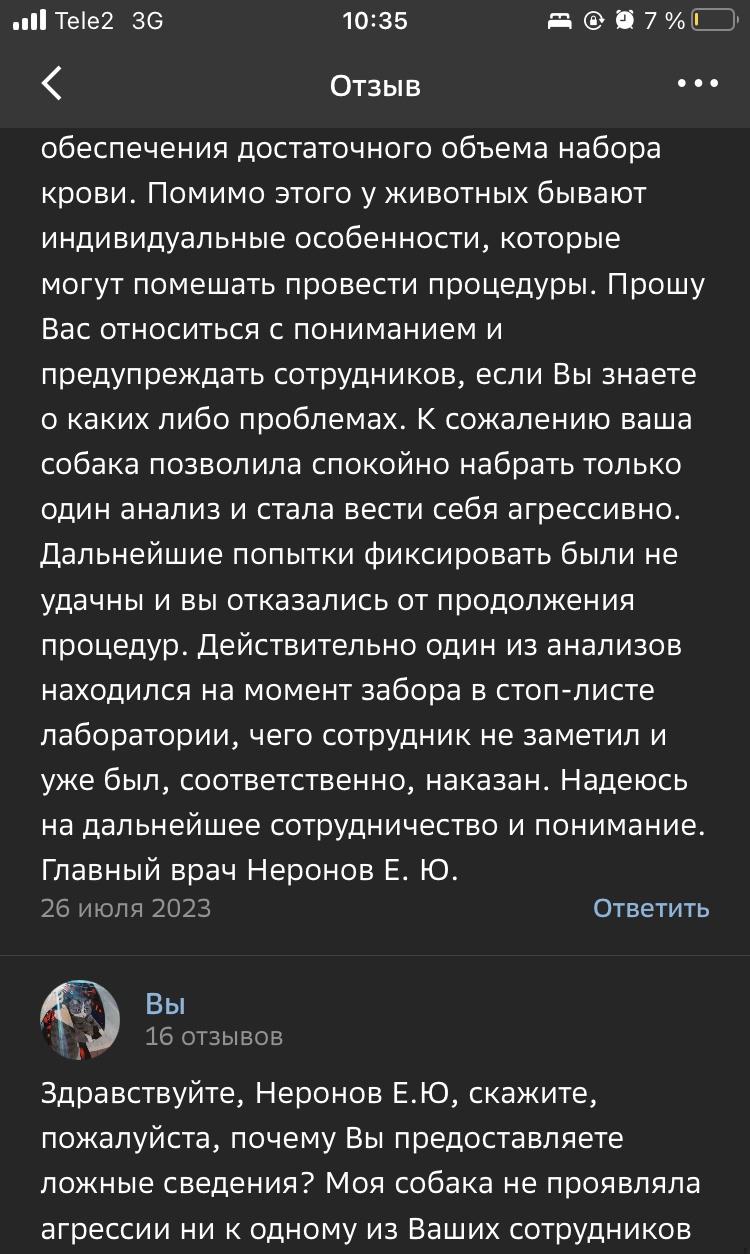 Tele2 3G 10:35 7 %
Отзыв
обеспечения достаточного объема набора
крови. Помимо этого у животных бывают
индивидуальные особенности, которые
могут помешать провести процедуры. Прошу
Вас относиться с пониманием и
предупреждать сотрудников, если Вы знаете
о каких либо проблемах. К сожалению ваша
собака позволила спокойно набрать только
один анализ и стала вести себя агрессивно.
Дальнейшие попытки фиксировать были не
удачны и вы отказались от продолжения
процедур. Действительно один из анализов
находился на момент забора в стоп-листе
лаборатории, чего сотрудник не заметил и
уже был, соответственно, наказан. Надеюсь
на дальнейшее сотрудничество и понимание.
Главный врач Неронов Е. Ю.
26 июля 2023 Ответить
Вы
16 отзывов
Здравствуйте, Неронов Е.Ю, скажите,
пожалуйста, почему Вы предоставляете
ложные сведения? Моя собака не проявляла
агрессии ни к одному из Ваших сотрудников